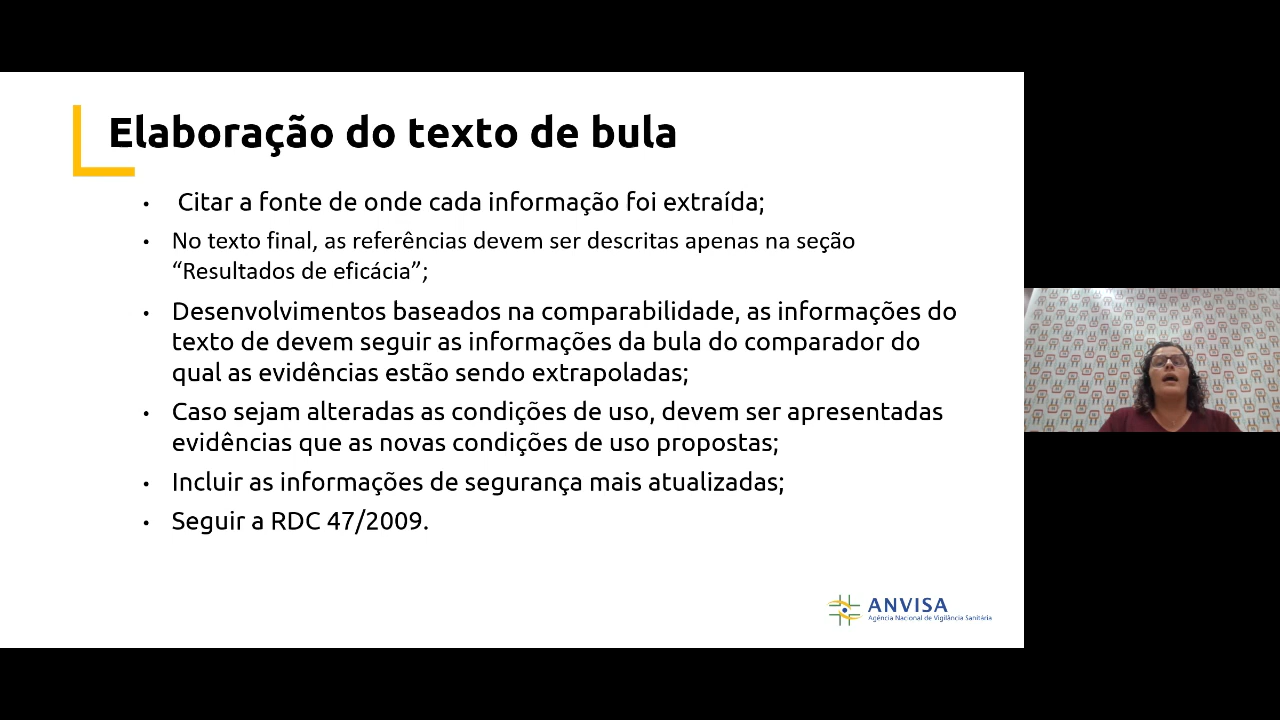 Elaboração do texto de bula
• Citar a fonte de onde cada informação foi extraída;
• No texto final, as referências devem ser descritas apenas na seção
“Resultados de eficácia”;
• Desenvolvimentos baseados na comparabilidade, as informações do
texto de devem seguir as informações da bula do comparador do
qual as evidências estão sendo extrapoladas;
• Caso sejam alteradas as condições de uso, devem ser apresentadas
evidências que as novas condições de uso propostas;
• Incluir as informações de segurança mais atualizadas;
• Seguir a RDC 47/2009.
ANVISA
Agência Nacional de Vigilância Sanitária